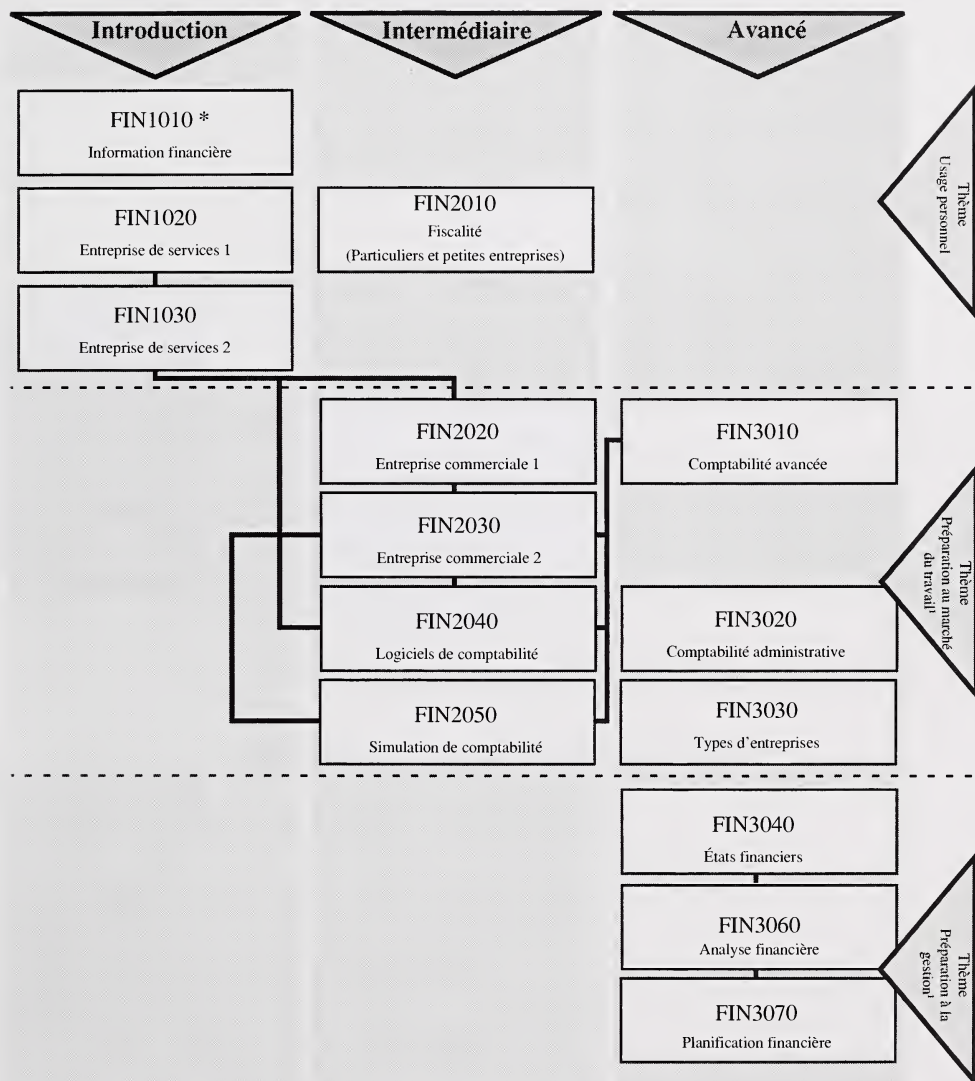 Introduction
Intermédiaire
Avancé
FIN1010 *
Information financière
FIN1020
Entreprise de services 1
FIN1030
Entreprise de services 2
FIN2010
Fiscalité
(Particuliers et petites entreprises)
Thème
Usage personnel
FIN2020
Entreprise commerciale 1
FIN2030
Entreprise commerciale 2
FIN2040
Logiciels de comptabilité
FIN2050
Simulation de comptabilité
FIN3010
Comptabilité avancée
FIN3020
Comptabilité administrative
FIN3030
Types d'entreprises
Thème
Préparation au marché
du travail¹
FIN3040
États financiers
FIN3060
Analyse financière
FIN3070
Planification financière
Thème
Préparation à la
gestion¹